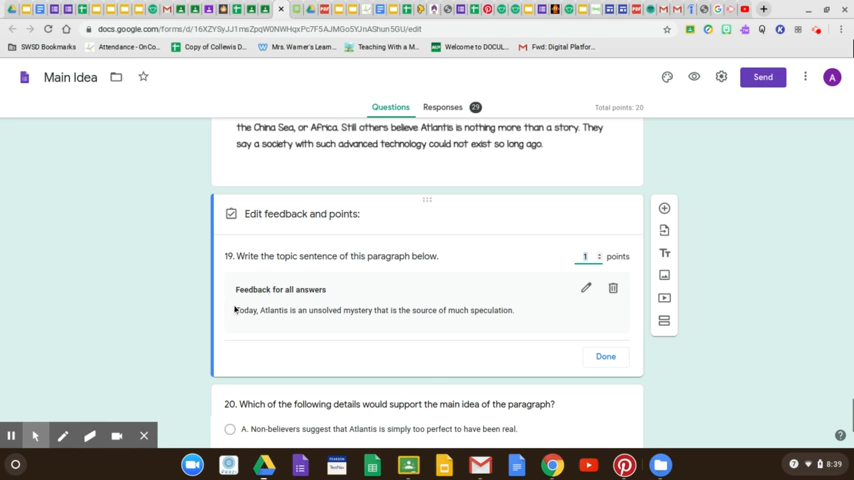 docs.google.com/forms/d/16XZYSyJJ1msZpqW0NWHqxPc7F5AJMGo5YJnAShun5GU/edit
SWSD Bookmarks
Attendance - OnCo...
Copy of Collewis D...
Mrs. Warner's Learn...
Teaching With a M...
Welcome to DOCUL...
Fwd: Digital Platfor...
Main Idea
Send
A
Questions
Responses 29
Total points: 20
the China Sea, or Africa. Still others believe Atlantis is nothing more than a story. They
say a society with such advanced technology could not exist so long ago.
Edit feedback and points:
19. Write the topic sentence of this paragraph below.
1 points
Feedback for all answers
Today, Atlantis is an unsolved mystery that is the source of much speculation.
Done
20. Which of the following details would support the main idea of the paragraph?
A. Non-believers suggest that Atlantis is simply too perfect to have been real.
8:39